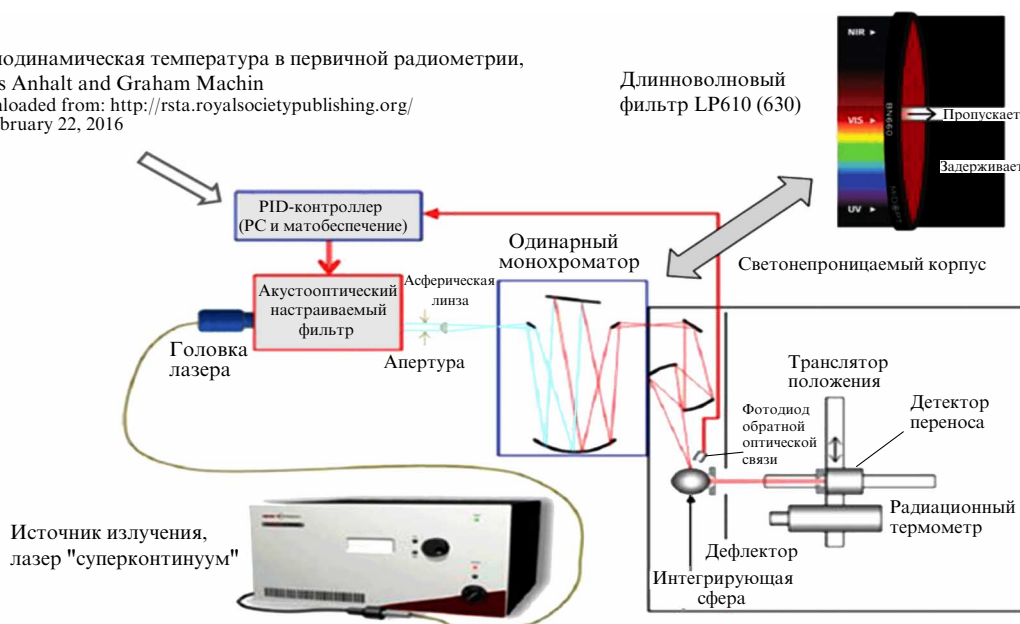 модинамическая температура в первичной радиометрии,
s Anhalt and Graham Machin
nloaded from: http://rsta.royalsocietypublishing.org/
bruary 22, 2016
Длинноволновый
фильтр LP610 (630)
NIR
VIS
UV
BN660
Пропускает
Задерживает
PID-контроллер
(PC и матобеспечение)
Одинарный
монохроматор
Светонепроницаемый корпус
Акустооптический
настраиваемый
фильтр
Асферическая
линза
Апертура
Головка
лазера
Транслятор
положения
Детектор
переноса
Фотодиод
обратной
оптической
связи
Радиационный
термометр
Дефлектор
Интегрирующая
сфера
Источник излучения,
лазер "суперконтинуум"